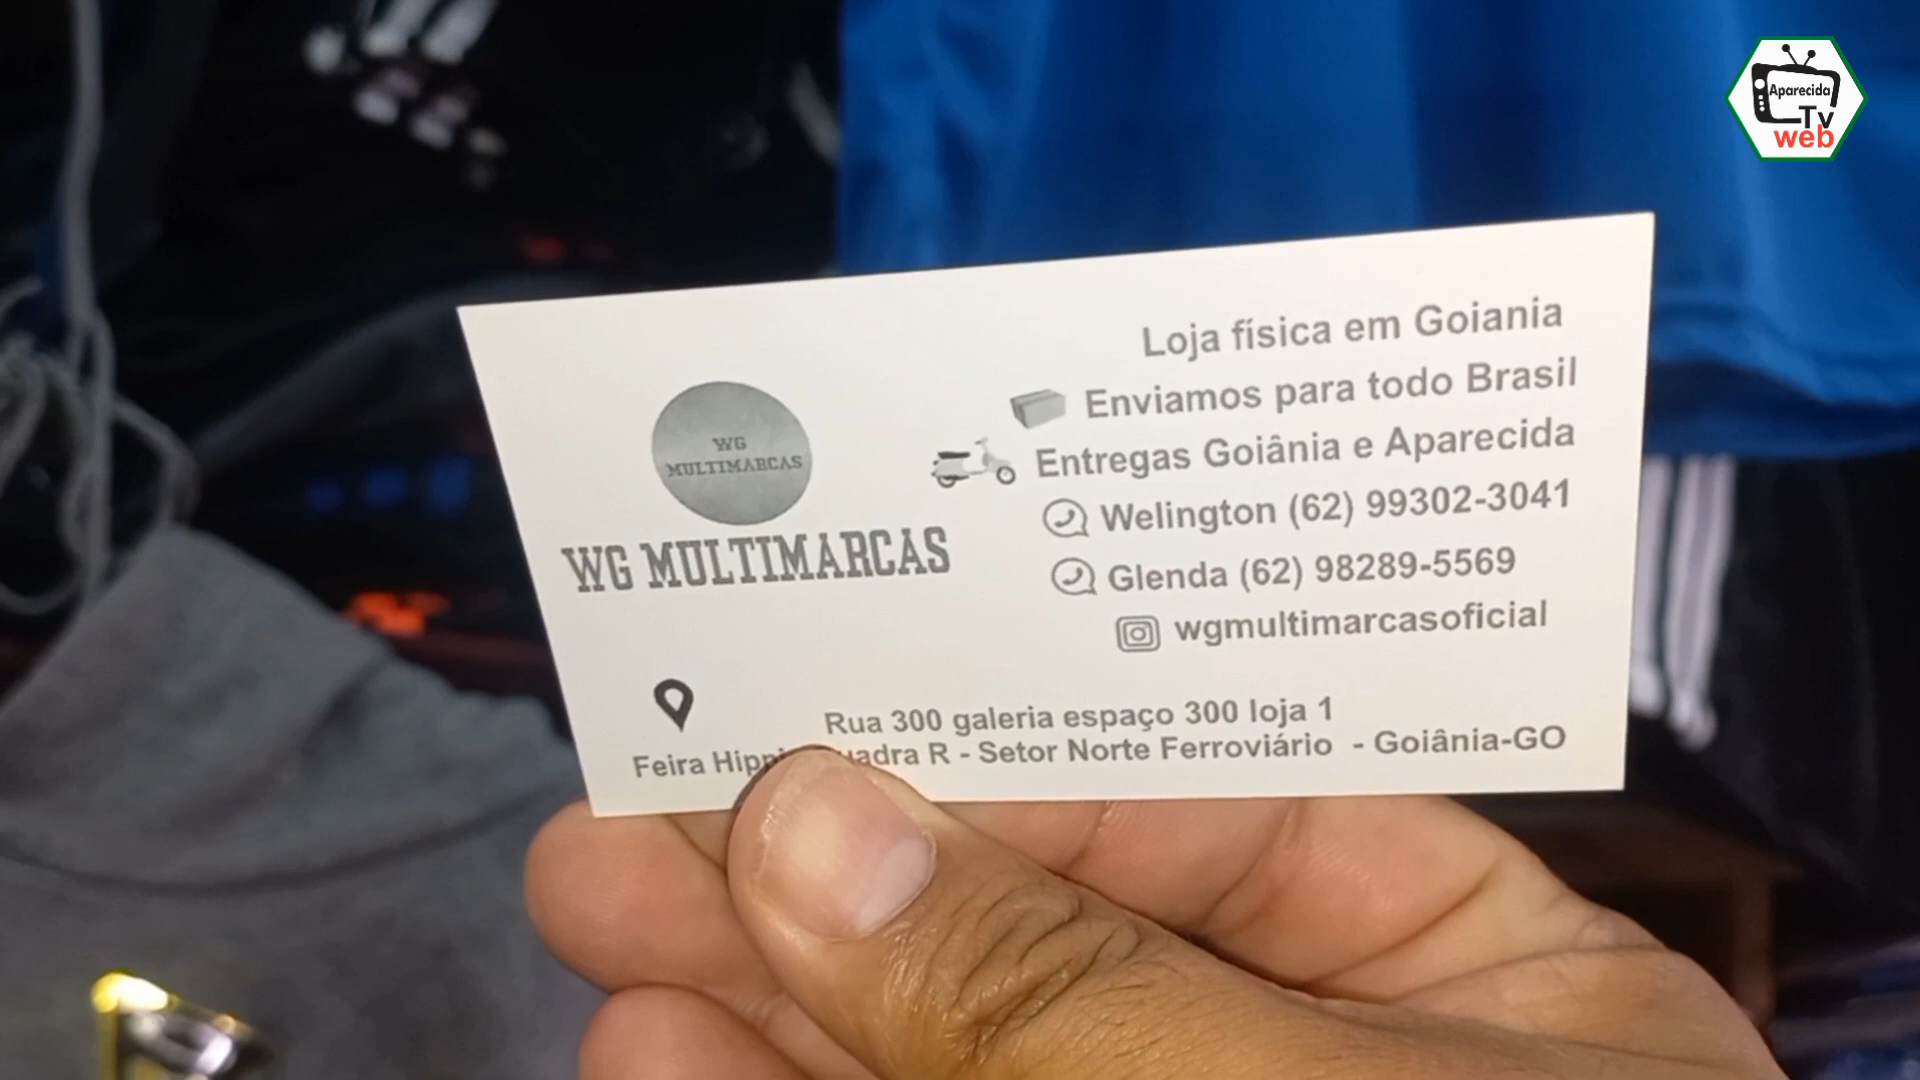 Aparecida
Tv
web
Loja física em Goiania
Enviamos para todo Brasil
Entregas Goiânia e Aparecida
Welington (62) 99302-3041
Glenda (62) 98289-5569
wgmultimarcasoficial
WG
MULTIMARCAS
WG MULTIMARCAS
Rua 300 galeria espaço 300 loja 1
Feira R - Setor Norte Ferroviário - Goiânia-GO